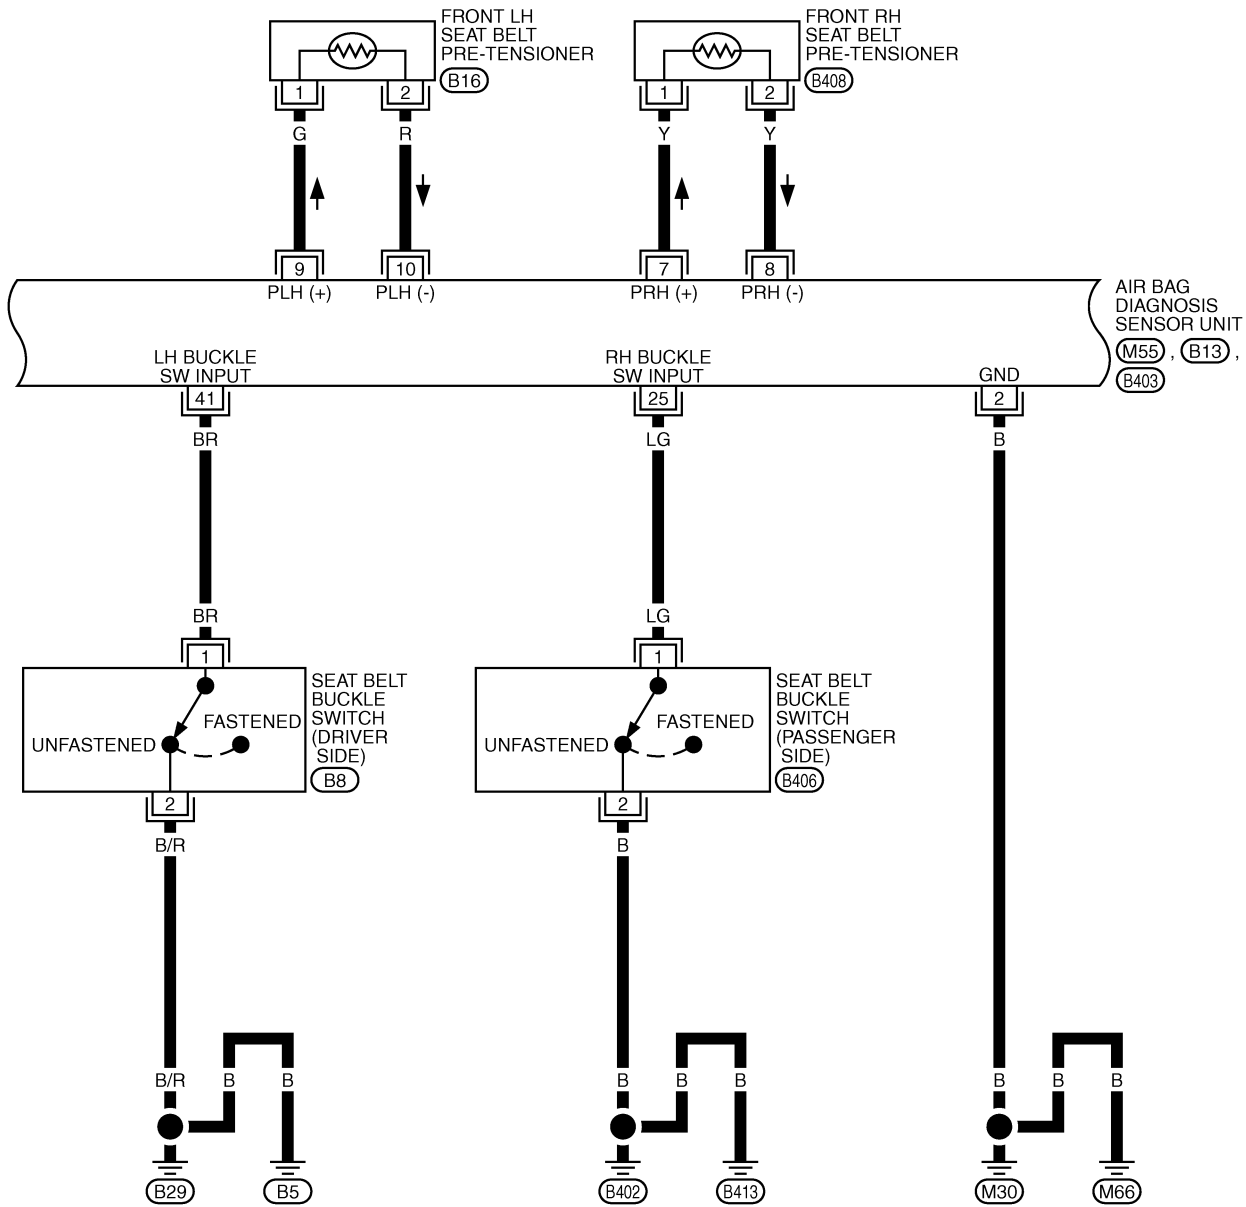 FRONT LH
SEAT BELT
PRE-TENSIONER
B16
FRONT RH
SEAT BELT
PRE-TENSIONER
B408
1
2
1
2
G
R
Y
Y
9
10
7
8
PLH (+)
PLH (-)
PRH (+)
PRH (-)
AIR BAG
DIAGNOSIS
SENSOR UNIT
M55 , B13 ,
B403
LH BUCKLE
SW INPUT
RH BUCKLE
SW INPUT
GND
41
25
2
BR
LG
B
BR
LG
1
1
SEAT BELT
BUCKLE
SWITCH
(DRIVER
SIDE)
B8
FASTENED
UNFASTENED
SEAT BELT
BUCKLE
SWITCH
(PASSENGER
SIDE)
B406
FASTENED
UNFASTENED
2
2
B/R
B
B/R
B
B
B
B
B
B
B
B
B29
B5
B402
B413
M30
M66